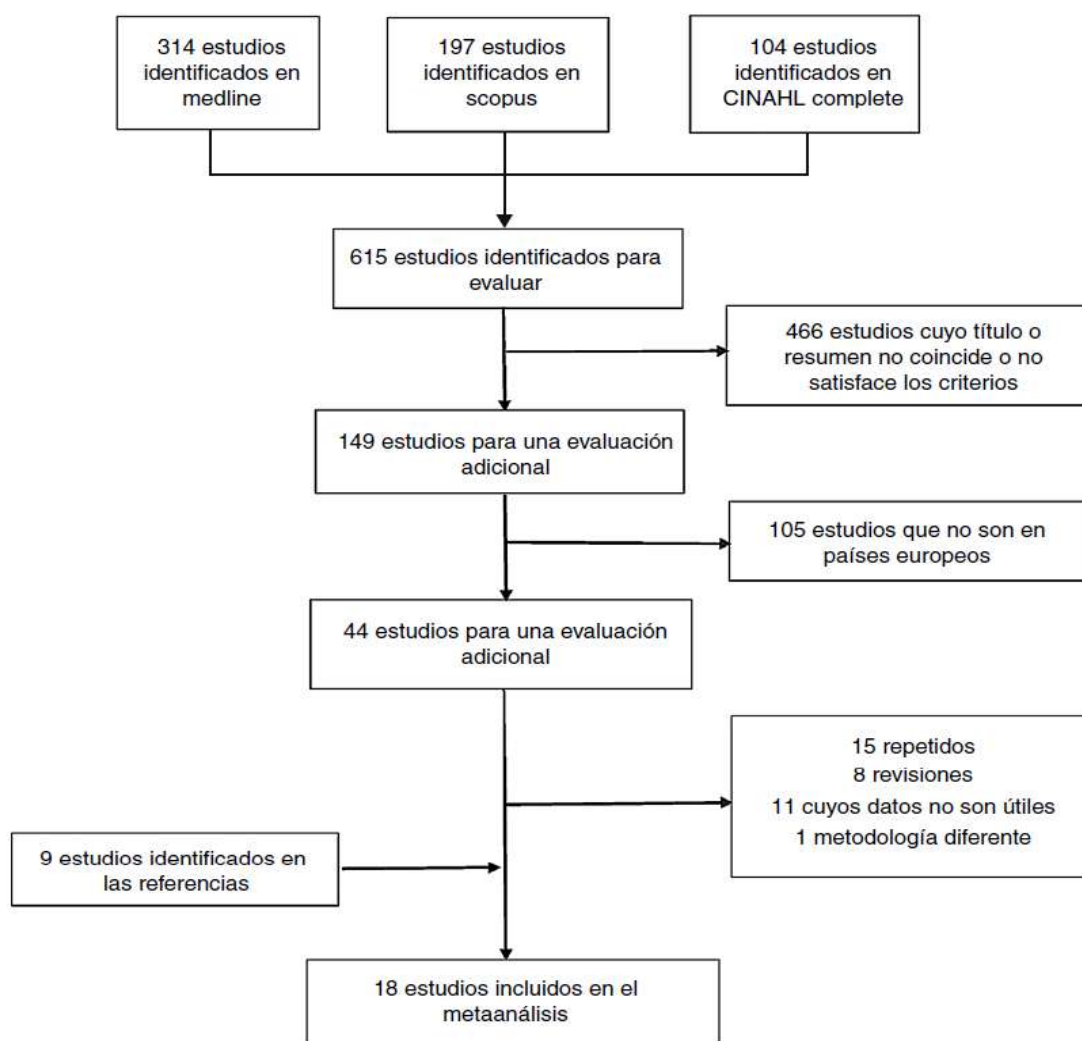 314 estudios
identificados en
medline
197 estudios
identificados en
scopus
104 estudios
identificados en
CINAHL complete
615 estudios identificados para
evaluar
466 estudios cuyo título o
resumen no coincide o no
satisface los criterios
149 estudios para una evaluación
adicional
105 estudios que no son en
países europeos
44 estudios para una evaluación
adicional
15 repetidos
8 revisiones
11 cuyos datos no son útiles
1 metodología diferente
9 estudios identificados en
las referencias
18 estudios incluidos en el
metaanálisis